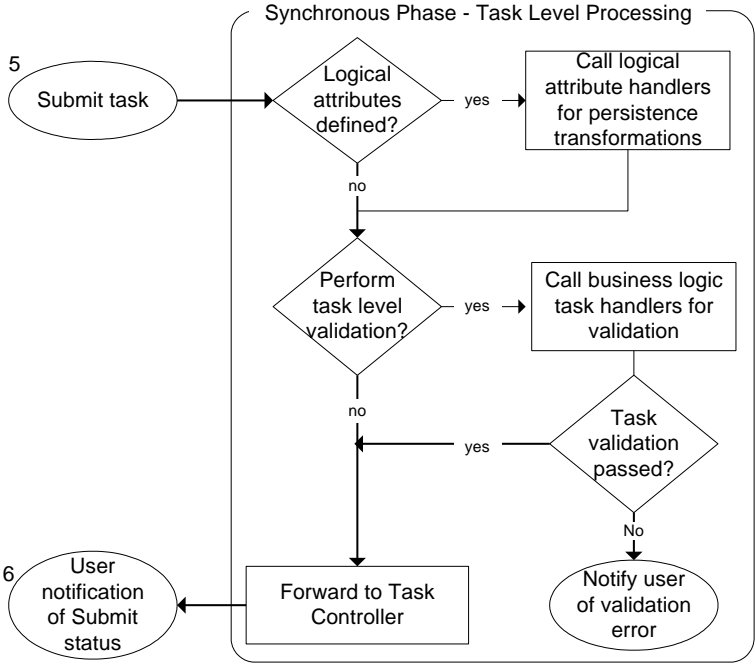 Synchronous Phase - Task Level Processing
5
Submit task
Logical
attributes
defined?
yes
Call logical
attribute handlers
for persistence
transformations
no
Perform
task level
validation?
yes
Call business logic
task handlers for
validation
no
Task
validation
passed?
yes
No
6
User
notification
of Submit
status
Forward to Task
Controller
Notify user
of validation
error